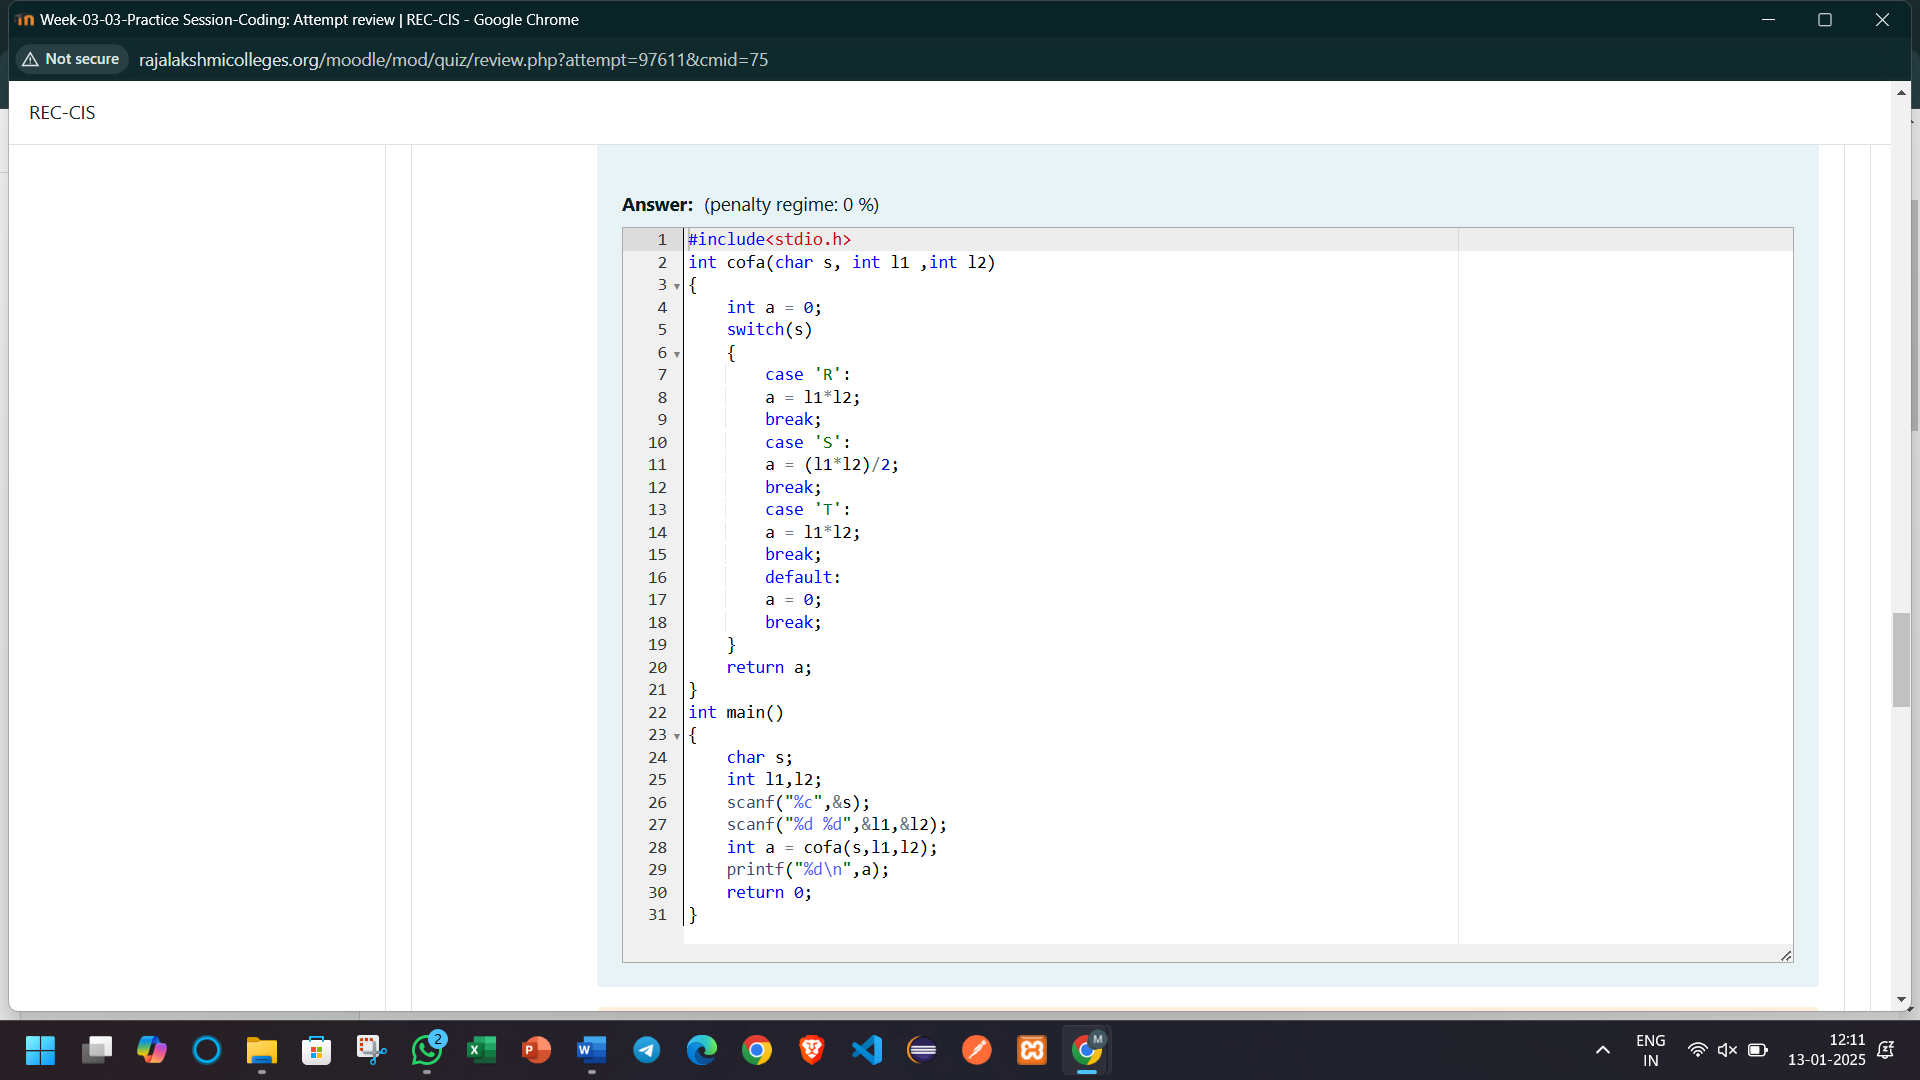 Week-03-03-Practice Session-Coding: Attempt review | REC-CIS - Google Chrome
Not secure rajalakshmicolleges.org/moodle/mod/quiz/review.php?attempt=97611&cmid=75
REC-CIS
Answer: (penalty regime: 0 %)
1 #include<stdio.h>
2 int cofa(char s, int l1 ,int l2)
3 {
4 int a = 0;
5 switch(s)
6 {
7 case 'R':
8 a = l1*l2;
9 break;
10 case 'S':
11 a = (l1*l2)/2;
12 break;
13 case 'T':
14 a = l1*l2;
15 break;
16 default:
17 a = 0;
18 break;
19 }
20 return a;
21 }
22 int main()
23 {
24 char s;
25 int l1,l2;
26 scanf("%c",&s);
27 scanf("%d %d",&l1,&l2);
28 int a = cofa(s,l1,l2);
29 printf("%d\n",a);
30 return 0;
31 }
2
M
ENG
IN
12:11
13-01-2025